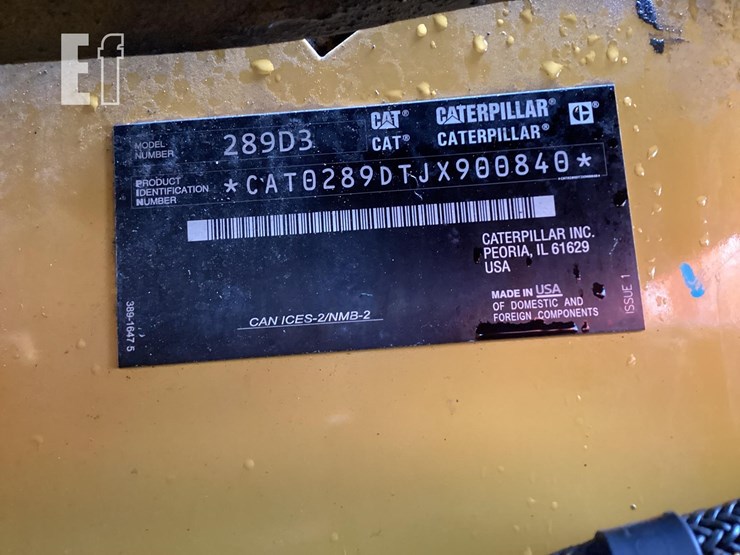 Ef
MODEL NUMBER 289D3 CAT® CATERPILLAR®
CAT® CATERPILLAR®
PRODUCT IDENTIFICATION NUMBER *CAT0289DTJX900840*
CATERPILLAR INC.
PEORIA, IL 61629
USA
MADE IN USA
OF DOMESTIC AND
FOREIGN COMPONENTS
CAN ICES-2/NMB-2
389-1647 5
ISSUE 1